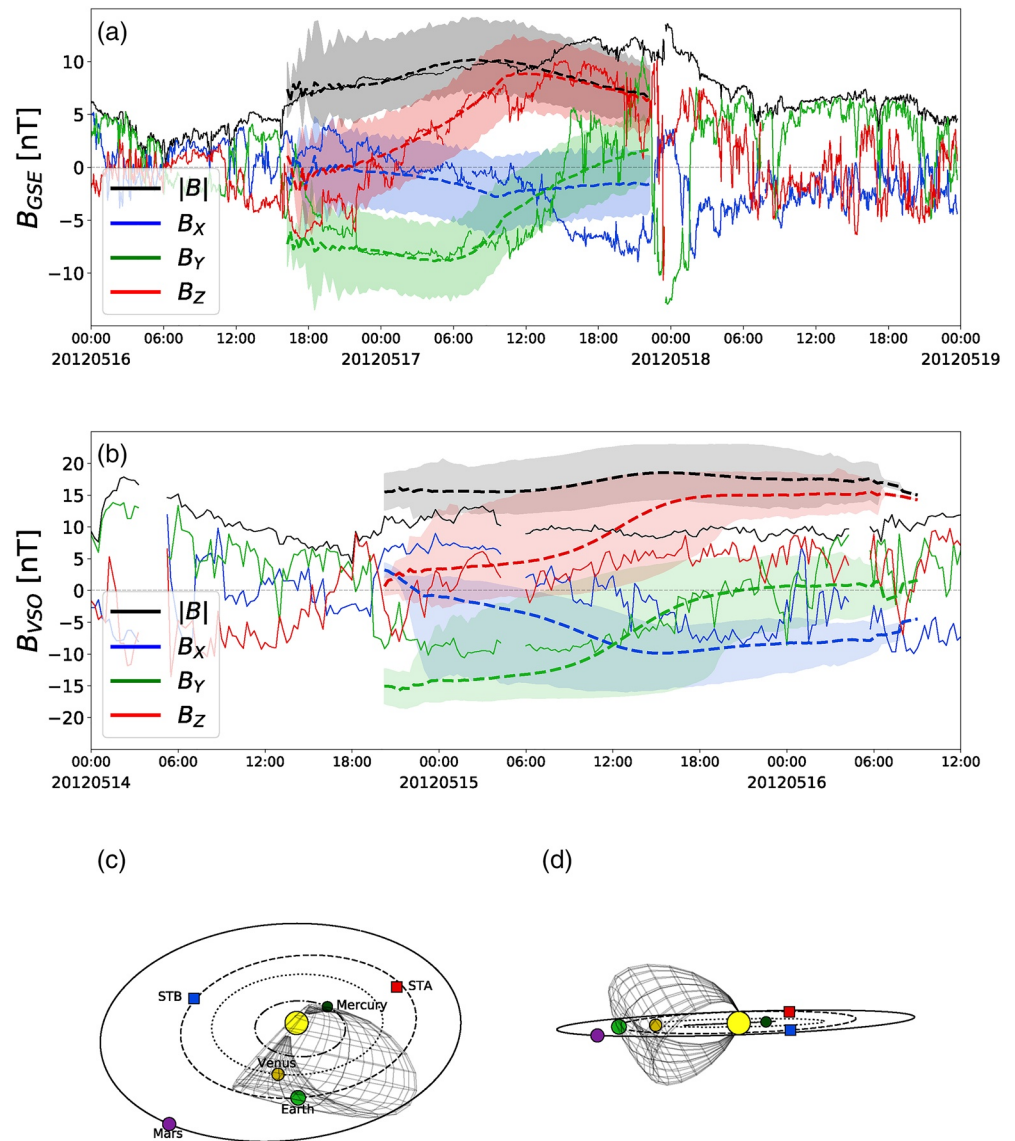 (a)
B_GSE [nT]
10
5
0
−5
−10
|B|
B_X
B_Y
B_Z
00:00 06:00 12:00 18:00 00:00 06:00 12:00 18:00 00:00 06:00 12:00 18:00 00:00
20120516 20120517 20120518 20120519
(b)
B_VSO [nT]
20
15
10
5
0
−5
−10
−15
−20
|B|
B_X
B_Y
B_Z
00:00 06:00 12:00 18:00 00:00 06:00 12:00 18:00 00:00 06:00 12:00
20120514 20120515 20120516
(c) (d)
STB
STA
Mercury
Venus
Earth
Mars